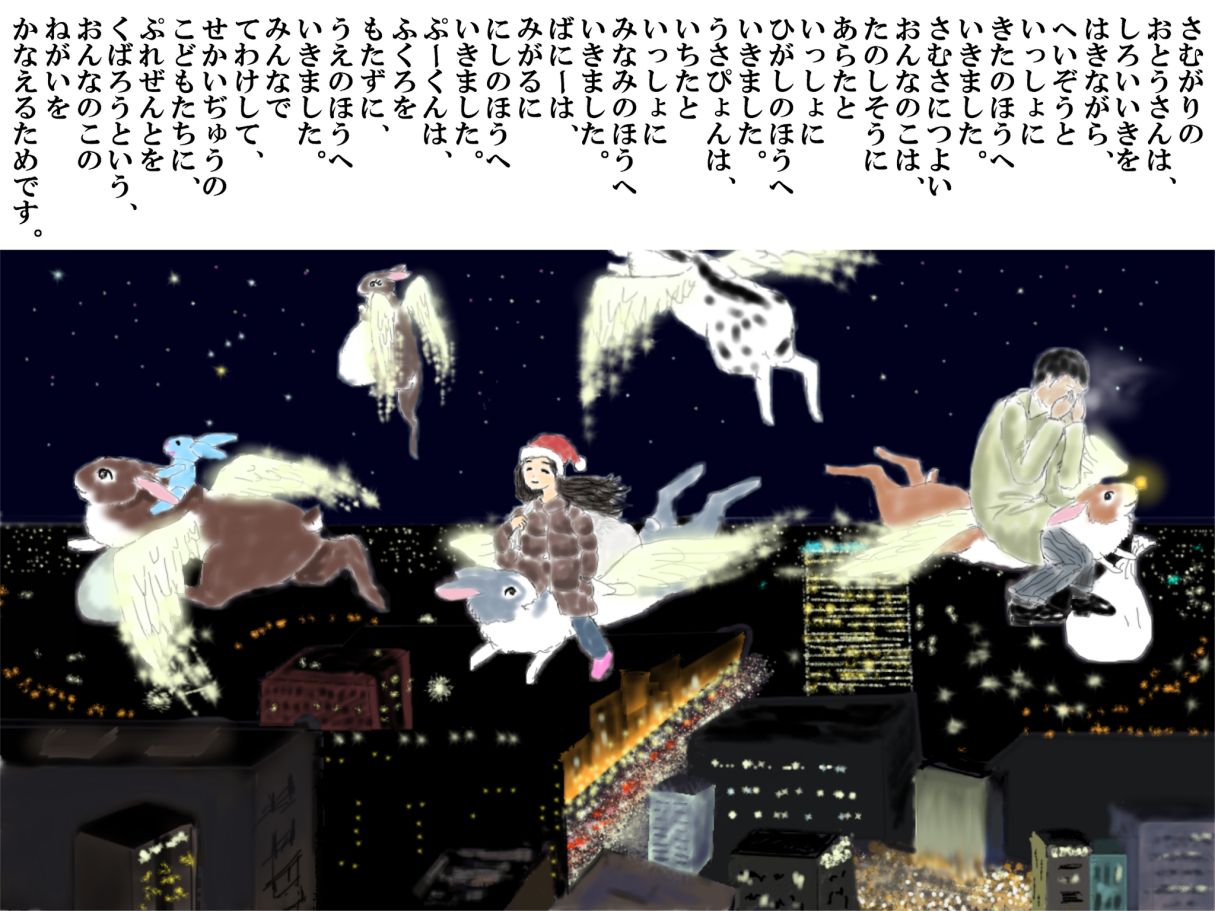 さむがりの
おとうさんは、
しろいいきを
はきながら、
へいぞうと
いっしょに
きたのほうへ
いきました。
さむさにつよい
おんなのこは、
たのしそうに
あらたと
いっしょに
ひがしのほうへ
いきました。
うさぴょんは、
いちたと
いっしょに
みなみのほうへ
いきました。
ばにーは、
みがるに
にしのほうへ
いきました。
ぷーくんは、
ふくろを
もたずに、
うえのほうへ
いきました。
みんなで
てわけして、
せかいぢゅうの
こどもたちに、
ぷれぜんとを
くばろうという、
おんなのこの
ねがいを
かなえるためです。